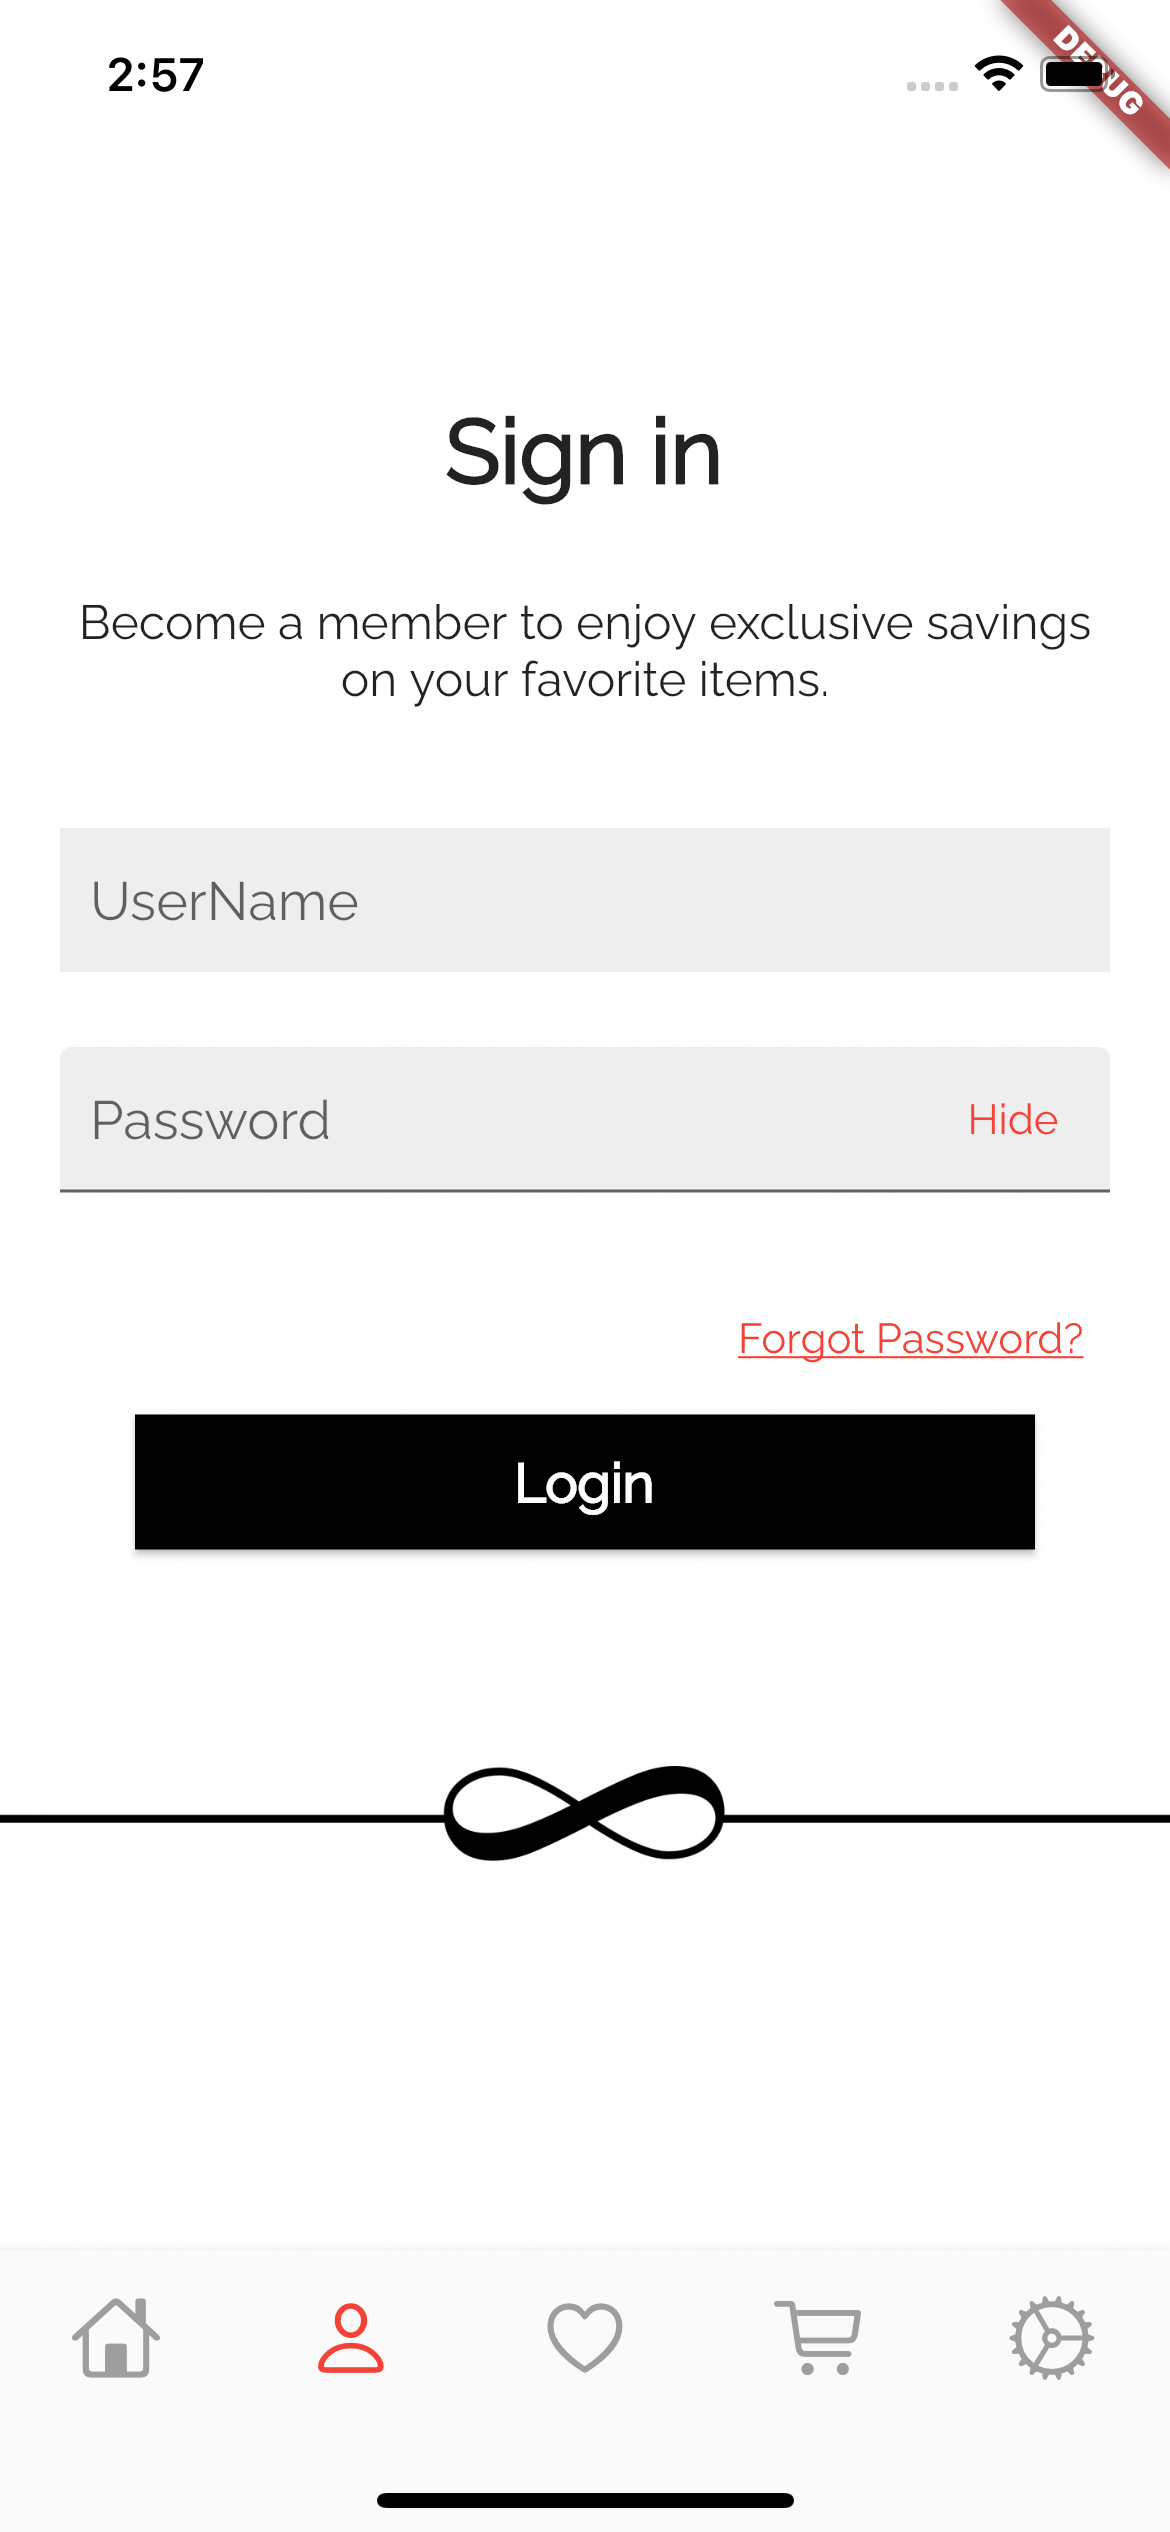 2:57
DEBUG
Sign in
Become a member to enjoy exclusive savings
on your favorite items.
UserName
Password
Hide
Forgot Password?
Login